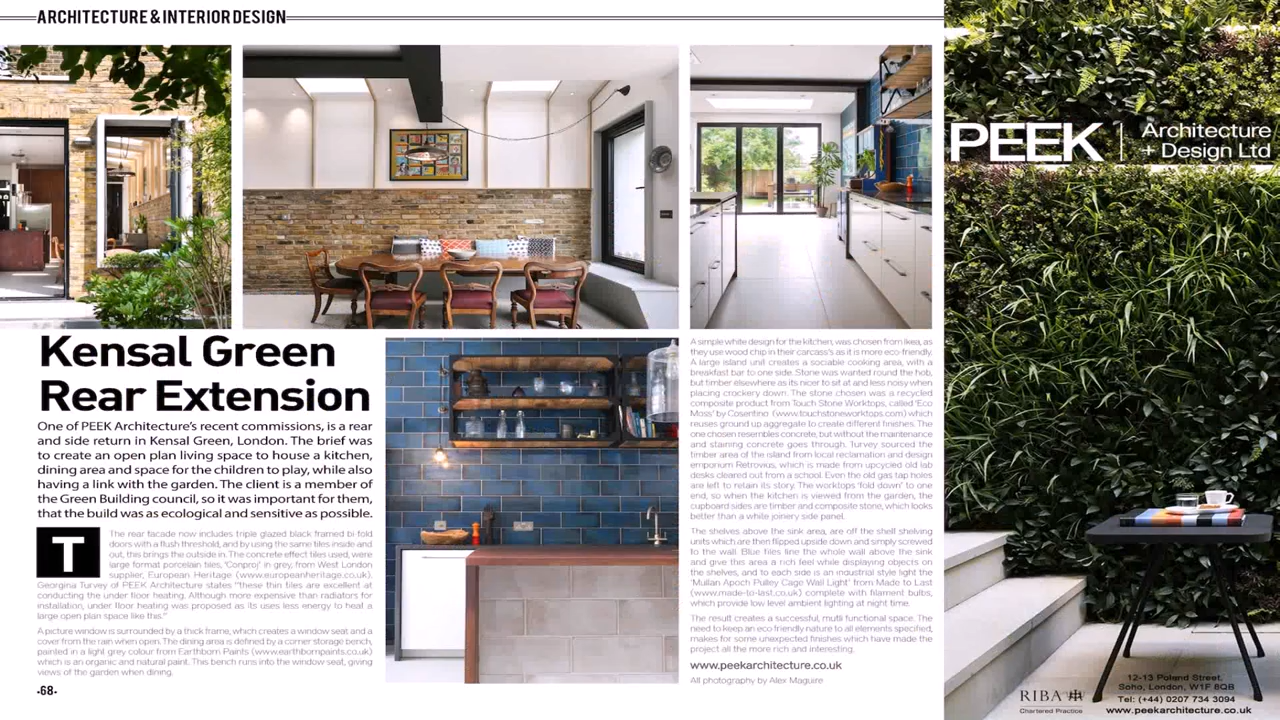 ARCHITECTURE & INTERIOR DESIGN
Kensal Green
Rear Extension
One of PEEK Architecture's recent commissions, is a rear
and side return in Kensal Green, London. The brief was
to create an open plan living space to house a kitchen,
dining area and space for the children to play, while also
having a link with the garden. The client is a member of
the Green Building council, so it was important for them,
that the build was as ecological and sensitive as possible.
The rear facade now includes triple glazed black framed bi fold
doors with a flush threshold, and by using the same tiles inside and
out, this brings the outside in. The concrete effect tiles used, were
large format porcelain tiles, 'Conproj' in grey, from West London
supplier, European Heritage (www.europeanheritage.co.uk).
Georgina Turvey of PEEK Architecture states "these thin tiles are excellent at
conducting the under floor heating. Although more expensive than radiators for
installation, under floor heating was proposed as its uses less energy to heat a
large open plan space like this."
A picture window is surrounded by a thick frame, which creates a window seat and a
cover from the rain when open. The dining area is defined by a corner storage bench,
painted in a light grey colour from Earthborn Paints (www.earthbornpaints.co.uk)
which is an organic and natural paint. This bench runs into the window seat, giving
views of the garden when dining.
A simple white design for the kitchen, was chosen from Ikea, as
they use wood chip in their carcass's as it is more eco-friendly.
A large island unit creates a sociable cooking area, with a
breakfast bar to one side. Stone was wanted round the hob,
but timber elsewhere as its nicer to sit at and less noisy when
placing crockery down. The stone chosen was a recycled
composite product from Touch Stone Worktops, called 'Eco
Moss' by Cosentino (www.touchstoneworktops.com) which
reuses ground up aggregate to create different finishes. The
one chosen resembles concrete, but without the maintenance
and staining concrete goes through. Turvey sourced the
timber area of the island from local reclamation and design
emporium Retrovius, which is made from upcycled old lab
desks cleared out from a school. Even the old gas tap holes
are left to retain its story. The worktops 'fold down' to one
end, so when the kitchen is viewed from the garden, the
cupboard sides are timber and composite stone, which looks
better than a white joinery side panel.
The shelves above the sink area, are off the shelf shelving
units which are then flipped upside down and simply screwed
to the wall. Blue tiles line the whole wall above the sink
and give this area a rich feel while displaying objects on
the shelves, and to each side is an industrial style light the
'Mullan Apoch Pulley Cage Wall Light' from Made to Last
(www.made-to-last.co.uk) complete with filament bulbs,
which provide low level ambient lighting at night time.
The result creates a successful, mutli functional space. The
need to keep an eco friendly nature to all elements specified,
makes for some unexpected finishes which have made the
project all the more rich and interesting.
www.peekarchitecture.co.uk
All photography by Alex Maguire
-68-
PEEK | Architecture
+ Design Ltd
RIBA
Chartered Practice
12-13 Poland Street,
Soho, London, W1F 8QB
Tel: (+44) 0207 734 3094
www.peekarchitecture.co.uk